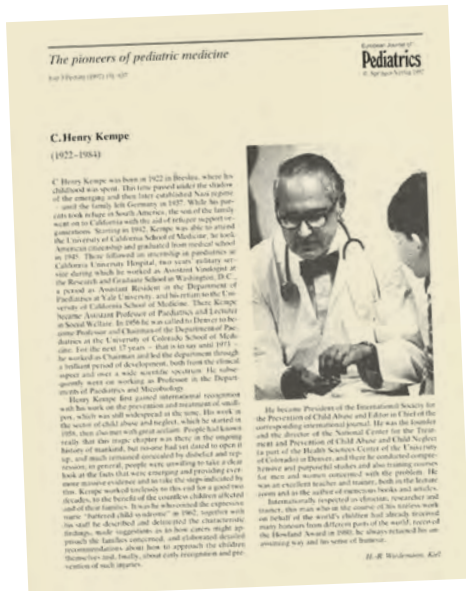 The pioneers of pediatric medicine
European Journal of
Pediatrics
© Springer-Verlag 1997
C. Henry Kempe
(1922–1984)
C Henry Kempe was born in 1922 in Breslau, where his
childhood was spent. This time passed under the shadow
of the emerging and then later established Nazi regime
– until the family left Germany in 1937. While his par-
ents took refuge in South America, the son of the family
went on to California with the aid of refugee support or-
ganizations. Starting in 1942, Kempe was able to attend
the University of California School of Medicine, he took
American citizenship and graduated from medical school
in 1945. There followed an internship in paediatrics at
California University Hospital, two years' military ser-
vice during which he worked as Assistant Virologist at
the Research and Graduate School in Washington, D.C.,
a period as Assistant Resident in the Department of
Paediatrics at Yale University, and his return to the Uni-
versity of California School of Medicine. There Kempe
became Assistant Professor of Paediatrics and Lecturer
in Social Welfare. In 1956 he was called to Denver to be-
come Professor and Chairman of the Department of Pae-
diatrics at the University of Colorado School of Medi-
cine. For the next 17 years – that is to say until 1973 –
he worked as Chairman and led the department through
a brilliant period of development, both from the clinical
aspect and over a wide scientific spectrum. He subse-
quently went on working as Professor in the Depart-
ments of Paediatrics and Microbiology.
Henry Kempe first gained international recognition
with his work on the prevention and treatment of small-
pox, which was still widespread at the time. His work in
the sector of child abuse and neglect, which he started in
1958, then also met with great acclaim. People had known
really that this tragic chapter was there in the ongoing
history of mankind, but no-one had yet dared to open it
up, and much remained concealed by disbelief and rep-
ression; in general, people were unwilling to take a clear
look at the facts that were emerging and providing ever
more massive evidence and to take the steps indicated by
this. Kempe worked tirelessly to this end for a good two
decades, to the benefit of the countless children affected
and of their families. It was he who coined the expressive
name "battered child syndrome" in 1962, together with
his staff he described and delineated the characteristic
findings, made suggestions as to how carers might ap-
proach the families concerned, and elaborated detailed
recommendations about how to approach the children
themselves and, finally, about early recognition and pre-
vention of such injuries.
He became President of the International Society for
the Prevention of Child Abuse and Editor in Chief of the
corresponding international journal. He was the founder
and the director of the National Center for the Treat-
ment and Prevention of Child Abuse and Child Neglect
(a part of the Health Sciences Center of the University
of Colorado) in Denver, and there he conducted compre-
hensive and purposeful studies and also training courses
for men and women concerned with the problem. He
was an excellent teacher and trainer, both in the lecture
room and as the author of numerous books and articles.
Internationally respected as clinician, researcher and
trainer, this man who in the course of his tireless work
on behalf of the world's children had already received
many honours from different parts of the world, received
the Howland Award in 1980, he always retained his un-
assuming way and his sense of humour.
H.-R. Wiedemann, Kiel